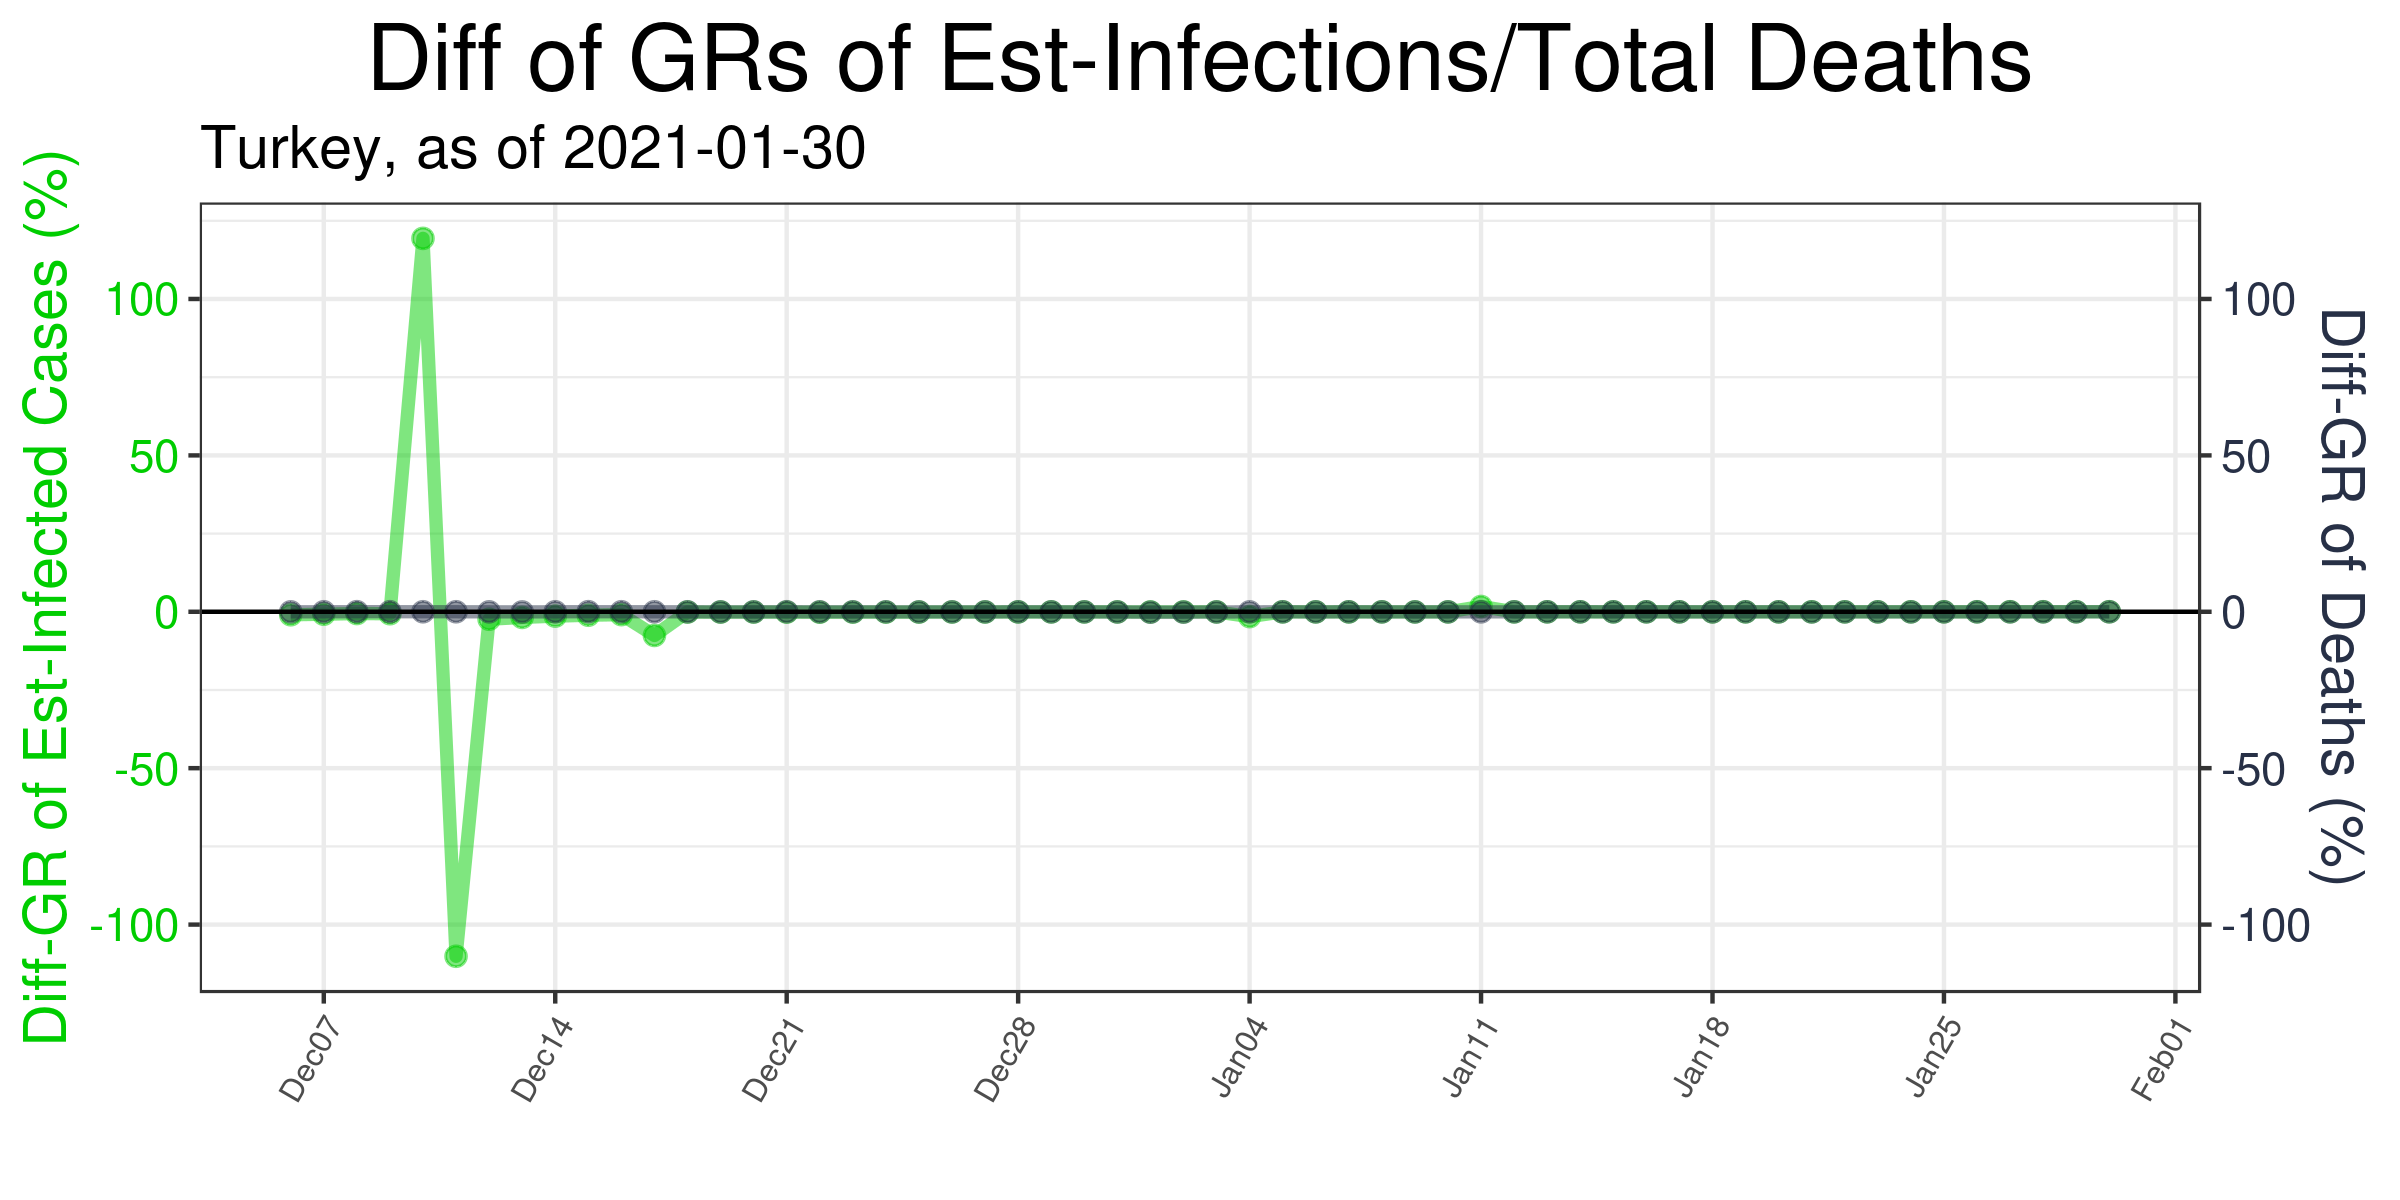 Diff of GRs of Est-Infections/Total Deaths
Turkey, as of 2021-01-30
Diff-GR of Est-Infected Cases (%)
100
50
0
-50
-100
100
50
0
-50
-100
Diff-GR of Deaths (%)
Dec07
Dec14
Dec21
Dec28
Jan04
Jan11
Jan18
Jan25
Feb01